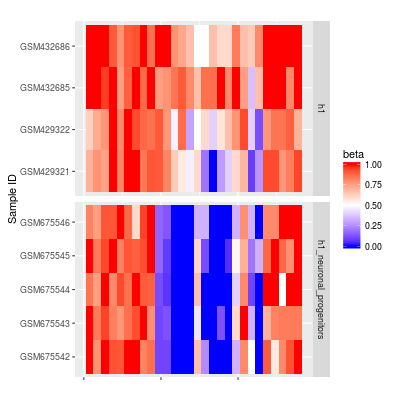 Sample ID
GSM432686
GSM432685
GSM429322
GSM429321
h1
GSM675546
GSM675545
GSM675544
GSM675543
GSM675542
h1_neuronal_progenitors
beta
1.00
0.75
0.50
0.25
0.00